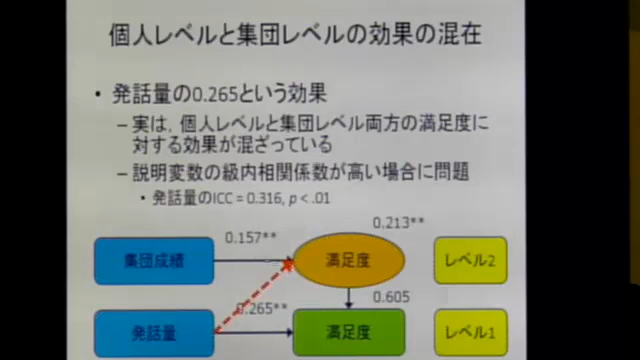 個人レベルと集団レベルの効果の混在
• 発話量の0.265という効果
– 実は，個人レベルと集団レベル両方の満足度に
対する効果が混ざっている
– 説明変数の級内相関係数が高い場合に問題
• 発話量のICC = 0.316, p < .01
0.213**
0.157**
集団成績
満足度
レベル2
0.605
0.265**
発話量
満足度
レベル1